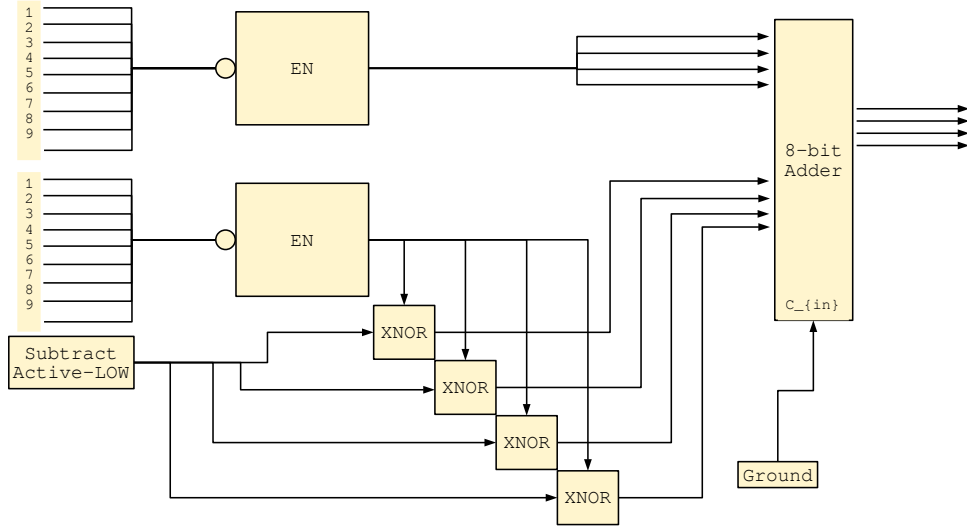 1
2
3
4
5
6
7
8
9
EN
8-bit
Adder
1
2
3
4
5
6
7
8
9
EN
C_{in}
XNOR
Subtract
Active-LOW
XNOR
XNOR
Ground
XNOR